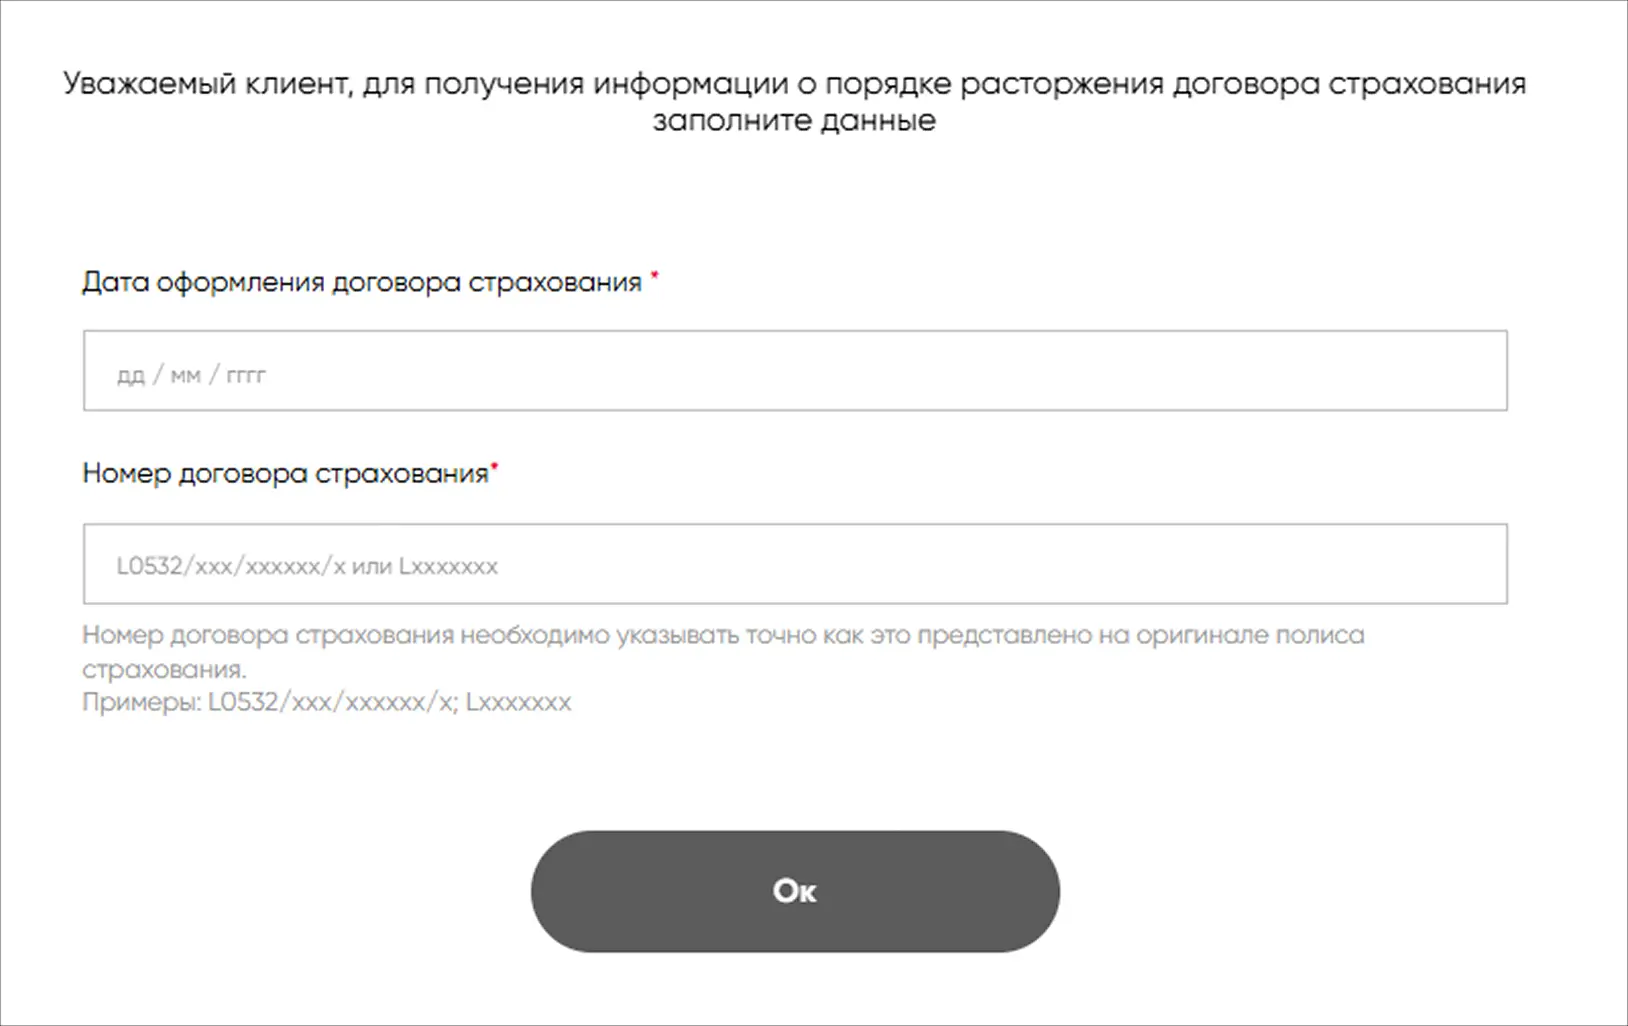 Уважаемый клиент, для получения информации о порядке расторжения договора страхования
заполните данные
Дата оформления договора страхования *
дд / мм / гггг
Номер договора страхования*
L0532/xxx/xxxxxx/x или Lxxxxxxx
Номер договора страхования необходимо указывать точно как это представлено на оригинале полиса
страхования.
Примеры: L0532/xxx/xxxxxx/x; Lxxxxxxx
Ок